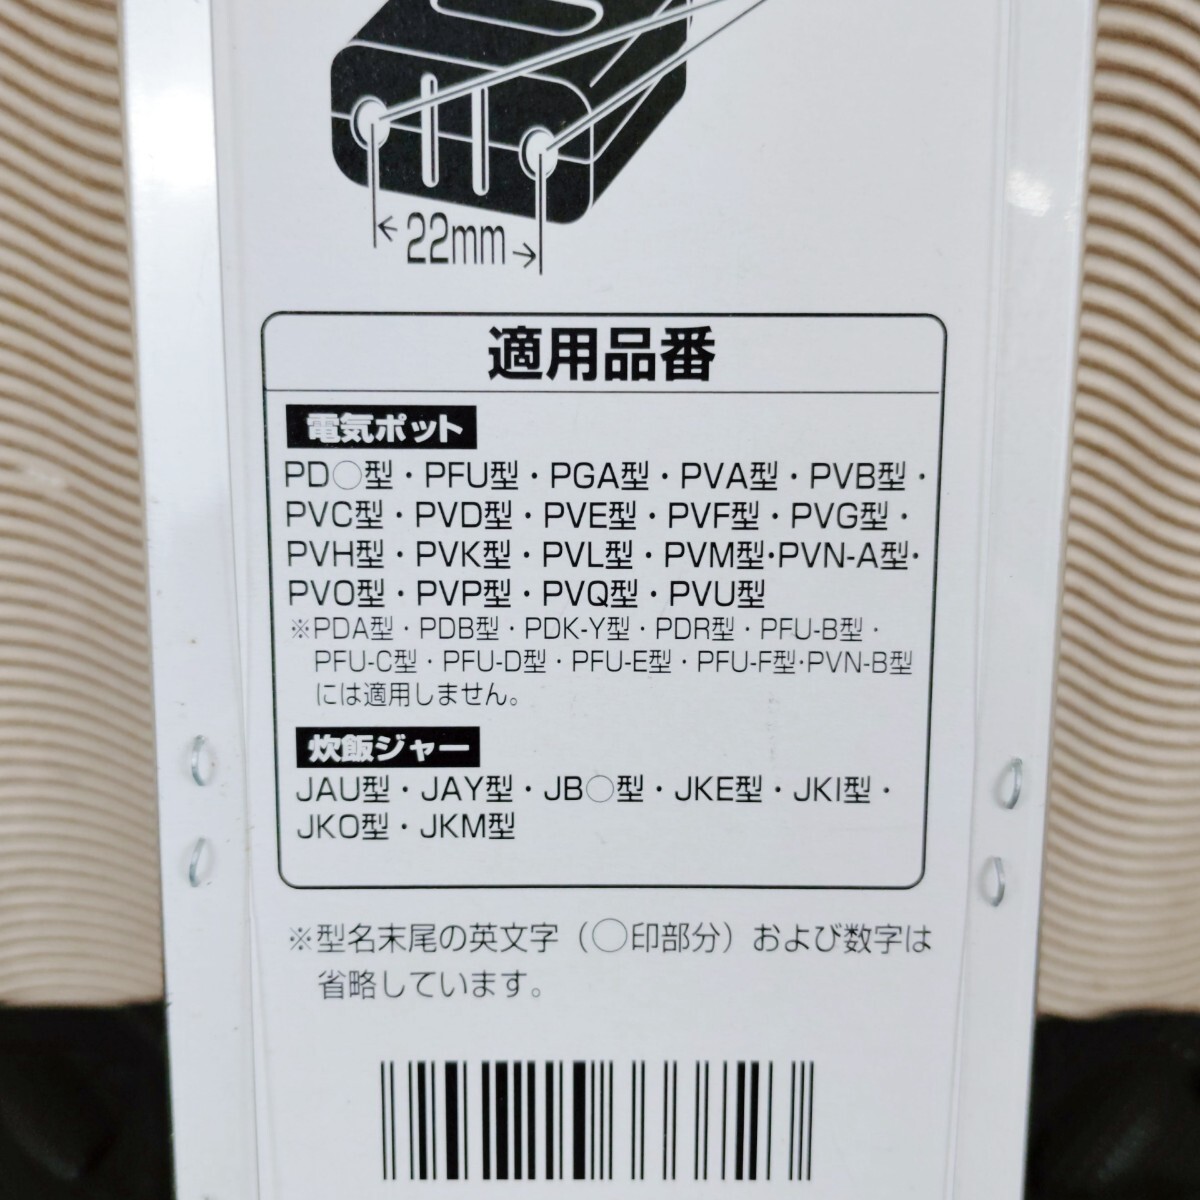 22mm
適用品番
電気ポット
PD○型・PFU型・PGA型・PVA型・PVB型・
PVC型・PVD型・PVE型・PVF型・PVG型・
PVH型・PVK型・PVL型・PVM型・PVN-A型・
PVO型・PVP型・PVQ型・PVU型
※PDA型・PDB型・PDK-Y型・PDR型・PFU-B型・
PFU-C型・PFU-D型・PFU-E型・PFU-F型・PVN-B型
には適用しません。
炊飯ジャー
JAU型・JAY型・JB○型・JKE型・JKI型・
JKO型・JKM型
※型名末尾の英文字（○印部分）および数字は
省略しています。